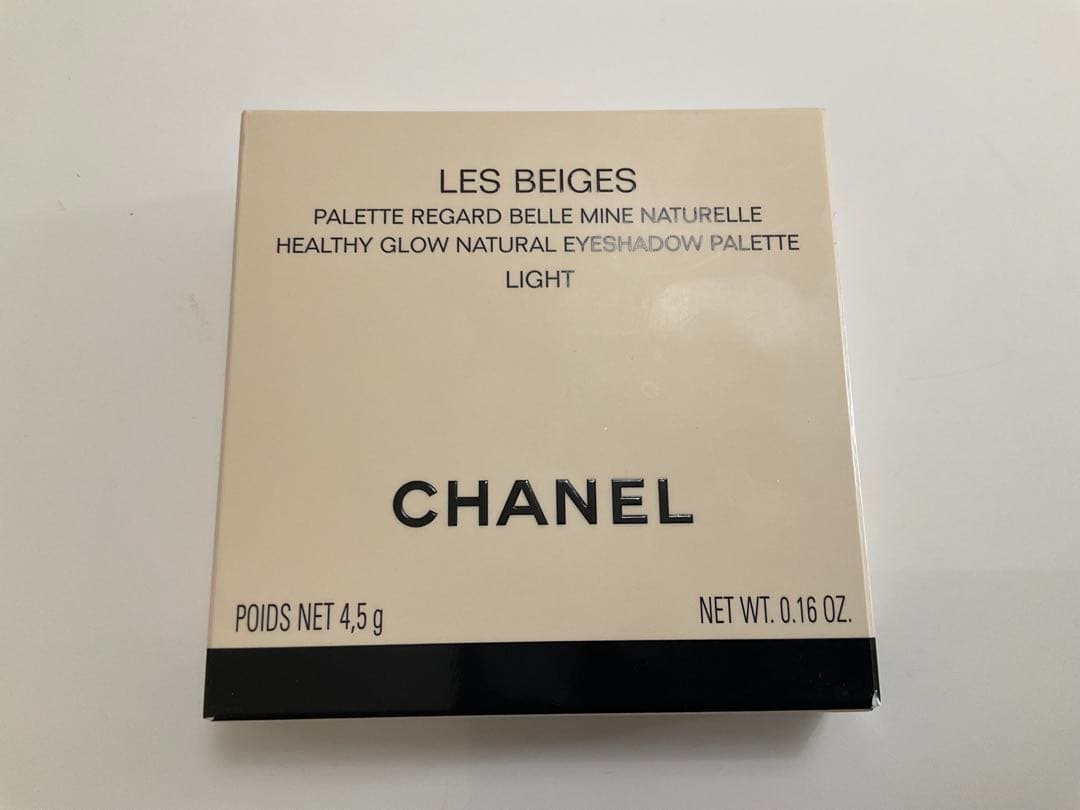 LES BEIGES
PALETTE REGARD BELLE MINE NATURELLE
HEALTHY GLOW NATURAL EYESHADOW PALETTE
LIGHT
CHANEL
POIDS NET 4,5 g
NET WT. 0.16 OZ.